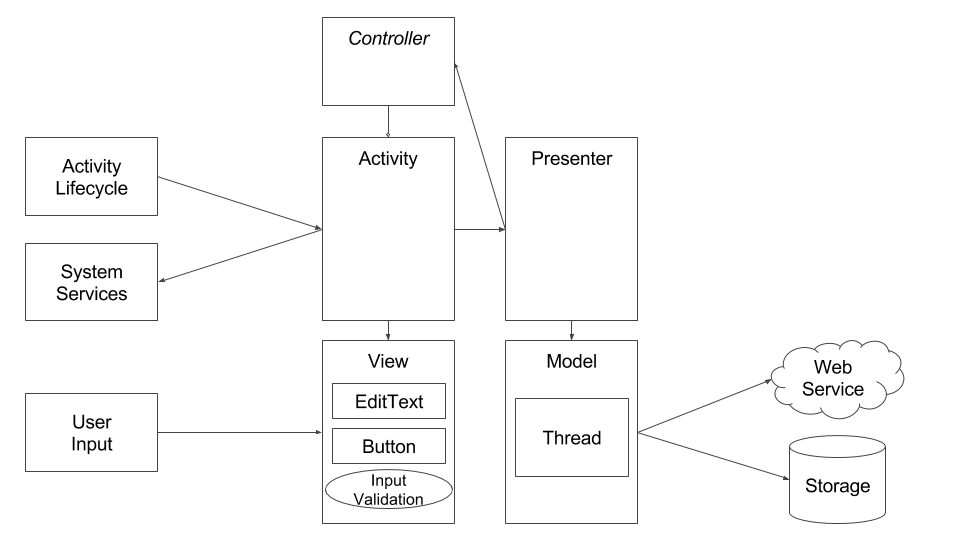 Controller
Activity
Lifecycle
Activity
Presenter
System
Services
View
EditText
Button
Input
Validation
Model
Thread
User
Input
Web
Service
Storage